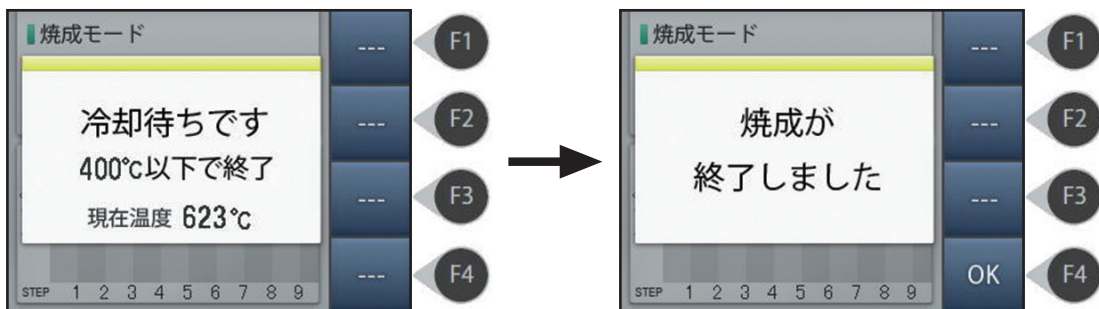 焼成モード
冷却待ちです
400℃以下で終了
現在温度 623℃
STEP 1 2 3 4 5 6 7 8 9
---
---
---
---
F1
F2
F3
F4
焼成モード
焼成が
終了しました
STEP 1 2 3 4 5 6 7 8 9
---
---
---
OK
F1
F2
F3
F4